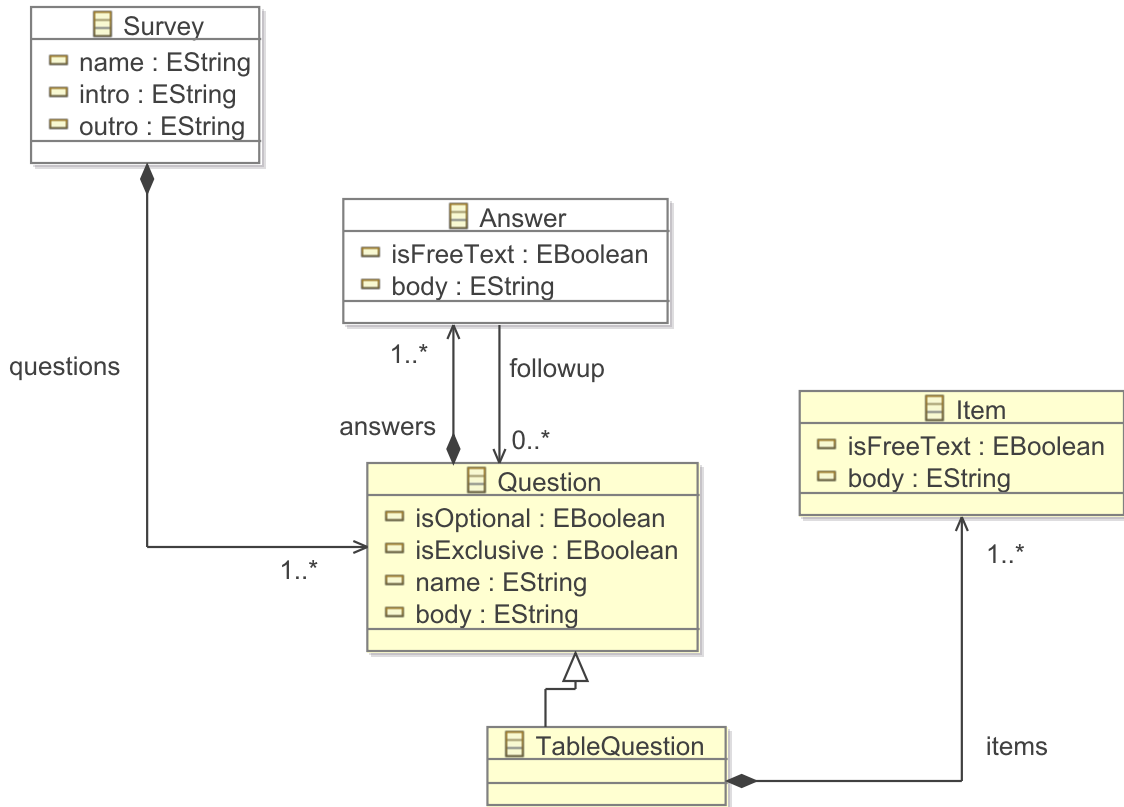 Survey
name : EString
intro : EString
outro : EString
Answer
isFreeText : EBoolean
body : EString
questions
1..*
followup
answers
0..*
Item
isFreeText : EBoolean
body : EString
Question
isOptional : EBoolean
isExclusive : EBoolean
name : EString
body : EString
1..*
1..*
TableQuestion
items